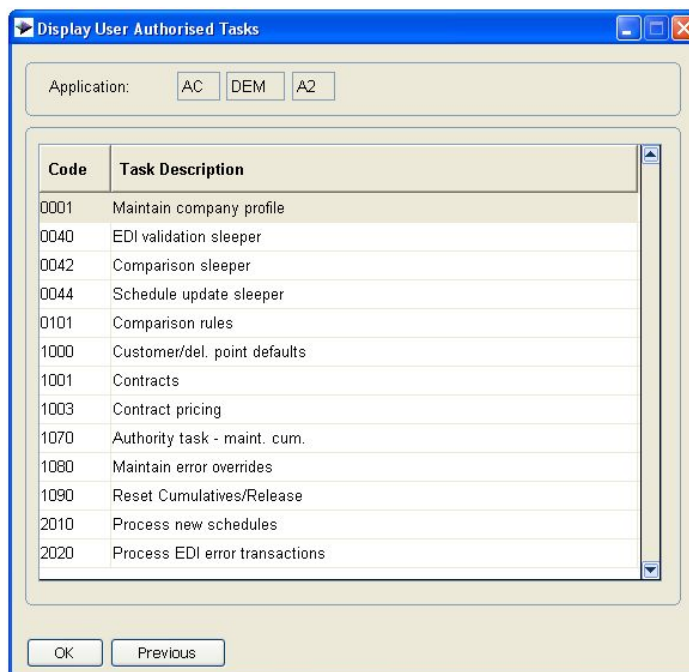 Display User Authorised Tasks
Application: AC DEM A2
Code Task Description
0001 Maintain company profile
0040 EDI validation sleeper
0042 Comparison sleeper
0044 Schedule update sleeper
0101 Comparison rules
1000 Customer/del. point defaults
1001 Contracts
1003 Contract pricing
1070 Authority task - maint. cum.
1080 Maintain error overrides
1090 Reset Cumulatives/Release
2010 Process new schedules
2020 Process EDI error transactions
OK Previous